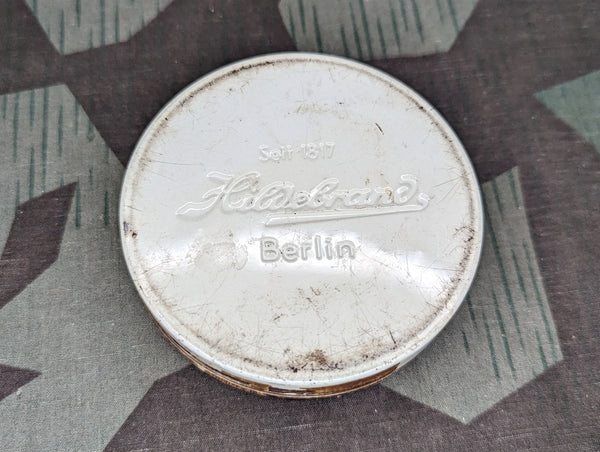 Seit 1817
Hildebrand
Berlin